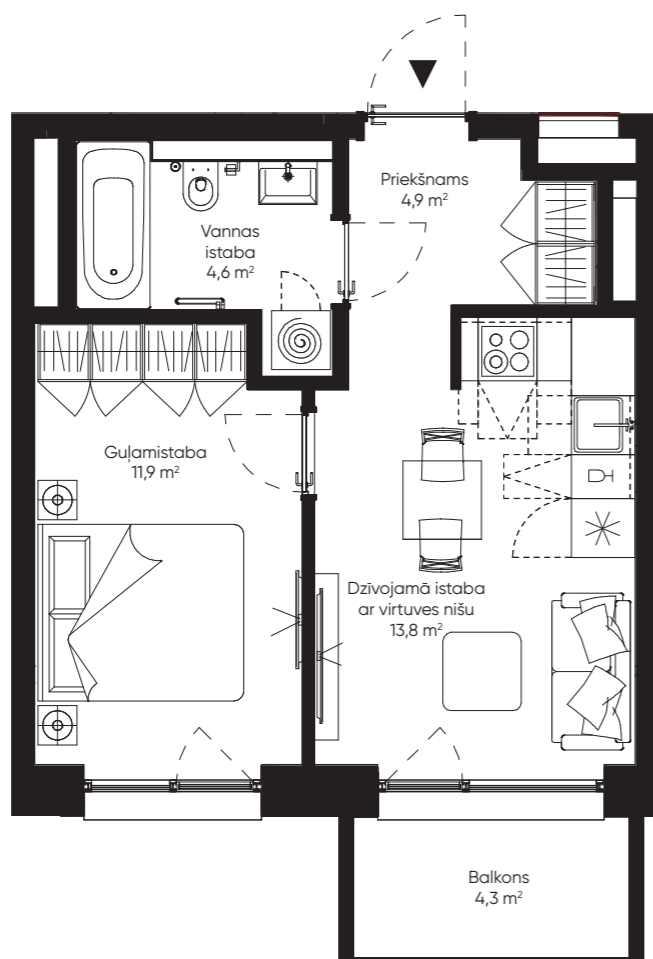 Priekšnams
4,9 m²
Vannas
istaba
4,6 m²
Guļamistaba
11,9 m²
Dzīvojamā istaba
ar virtuves nišu
13,8 m²
Balkons
4,3 m²